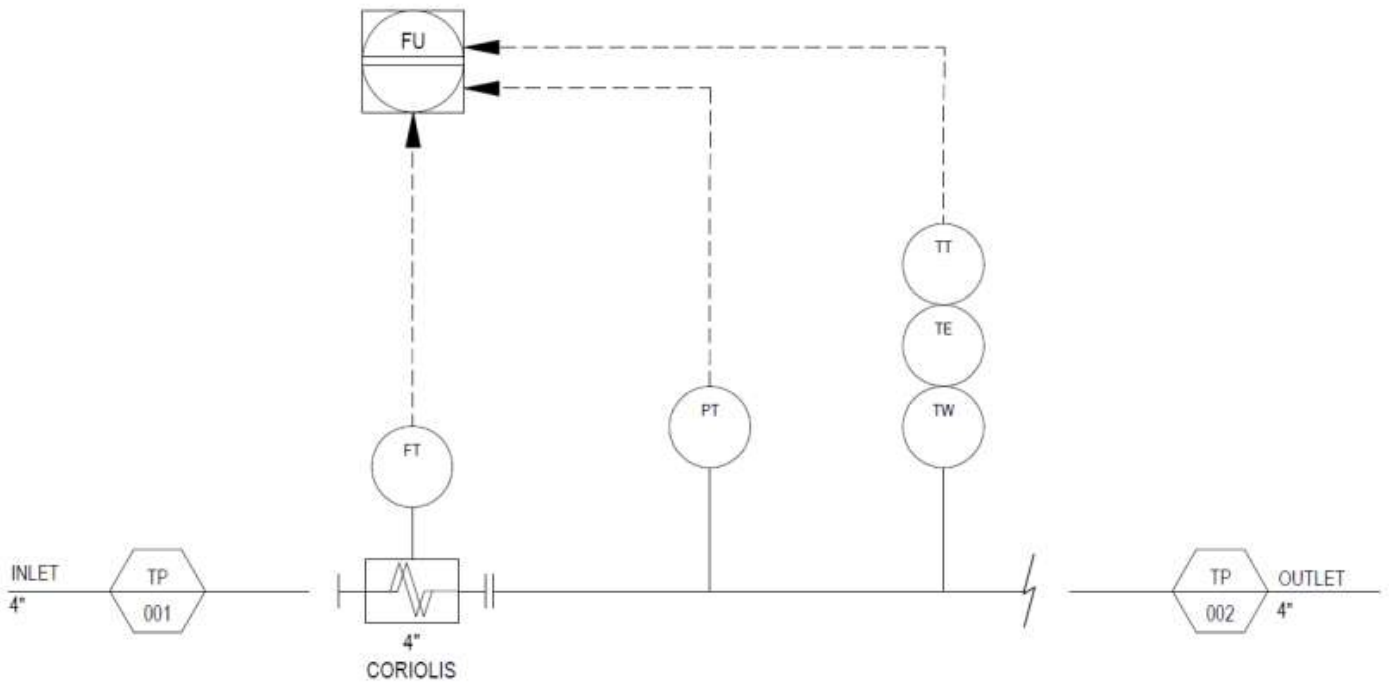 FU
TT
TE
TW
PT
FT
INLET
4"
TP
001
4"
CORIOLIS
TP
002
OUTLET
4"